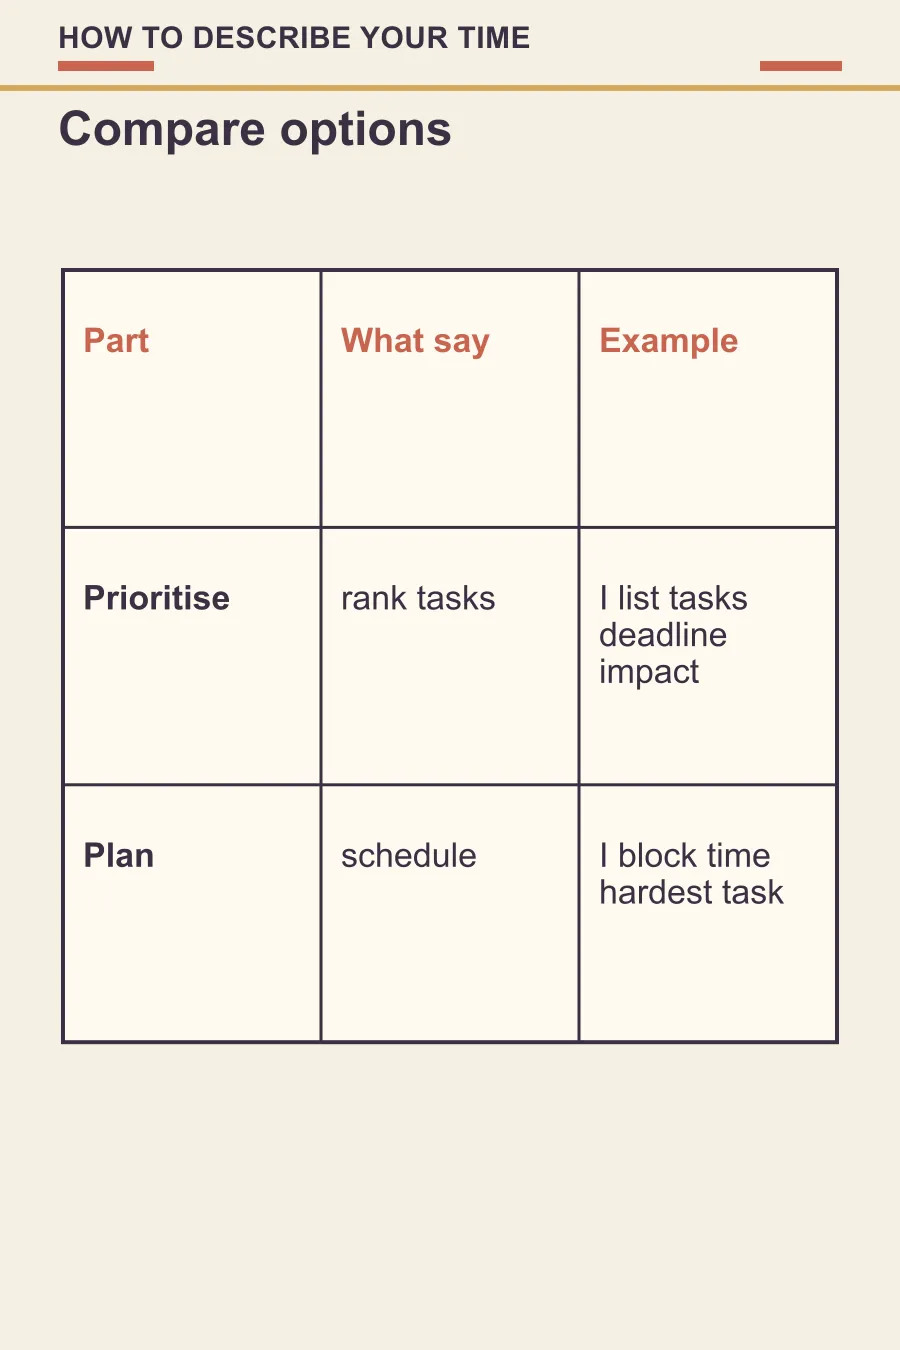 HOW TO DESCRIBE YOUR TIME
Compare options
Part
What say
Example
Prioritise
rank tasks
I list tasks
deadline
impact
Plan
schedule
I block time
hardest task